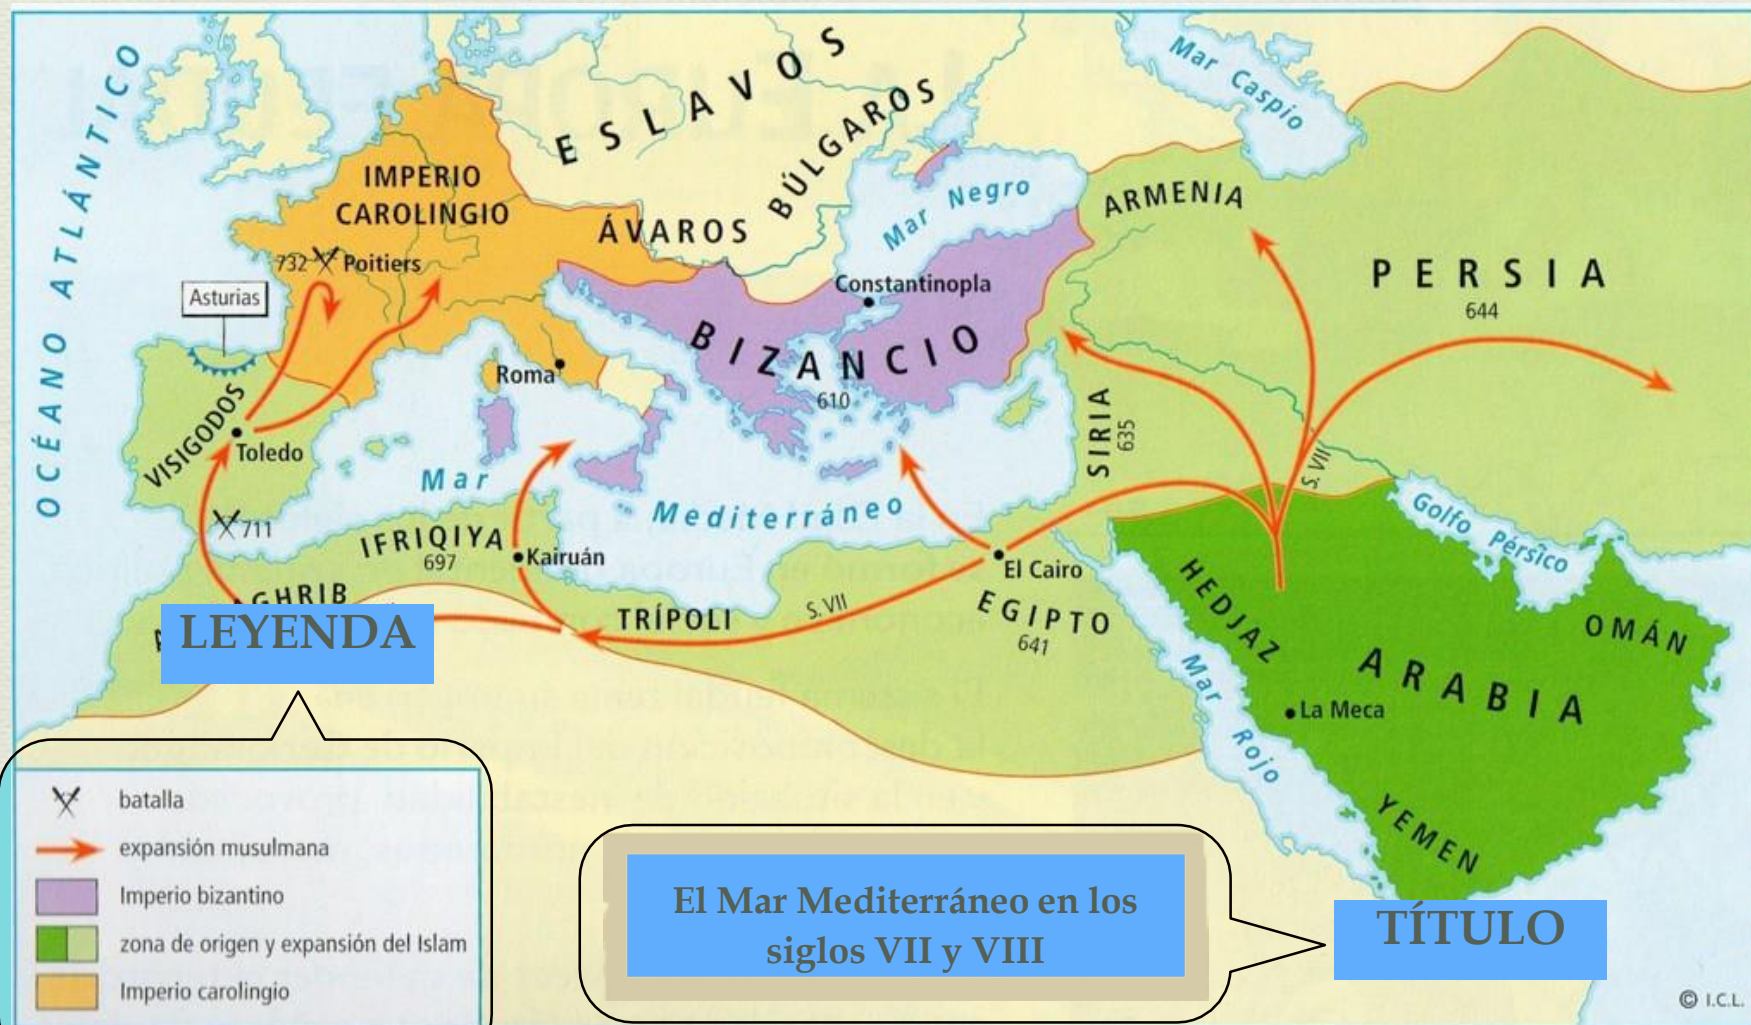 OCÉANO ATLÁNTICO
ESLAVOS
BÚLGAROS
Mar Caspio
IMPERIO
CAROLINGIO
ÁVAROS
Mar Negro
ARMENIA
732
Poitiers
Asturias
Constantinopla
PERSIA
644
BIZANCIO
610
Roma
VISIGODOS
Toledo
SIRIA
635
Mar
Mediterráneo
S. VII
Golfo Pérsico
711
IFRIQIYA
697
Kairuán
El Cairo
HEDJAZ
TRÍPOLI
S. VII
EGIPTO
641
OMÁN
ARABIA
La Meca
Mar Rojo
YEMEN
LEYENDA
batalla
expansión musulmana
Imperio bizantino
zona de origen y expansión del Islam
Imperio carolingio
El Mar Mediterráneo en los
siglos VII y VIII
TÍTULO
© I.C.L.